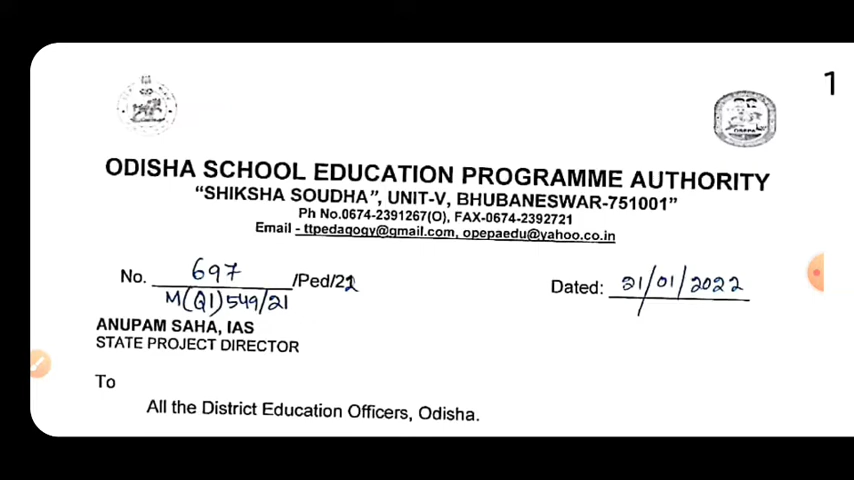 1
ODISHA SCHOOL EDUCATION PROGRAMME AUTHORITY
“SHIKSHA SOUDHA”, UNIT-V, BHUBANESWAR-751001”
Ph No.0674-2391267(O), FAX-0674-2392721
Email - ttpedagogy@gmail.com, opepaedu@yahoo.co.in
No. 697 /Ped/22 Dated: 21/01/2022
M(QI)549/21
ANUPAM SAHA, IAS
STATE PROJECT DIRECTOR
To
All the District Education Officers, Odisha.